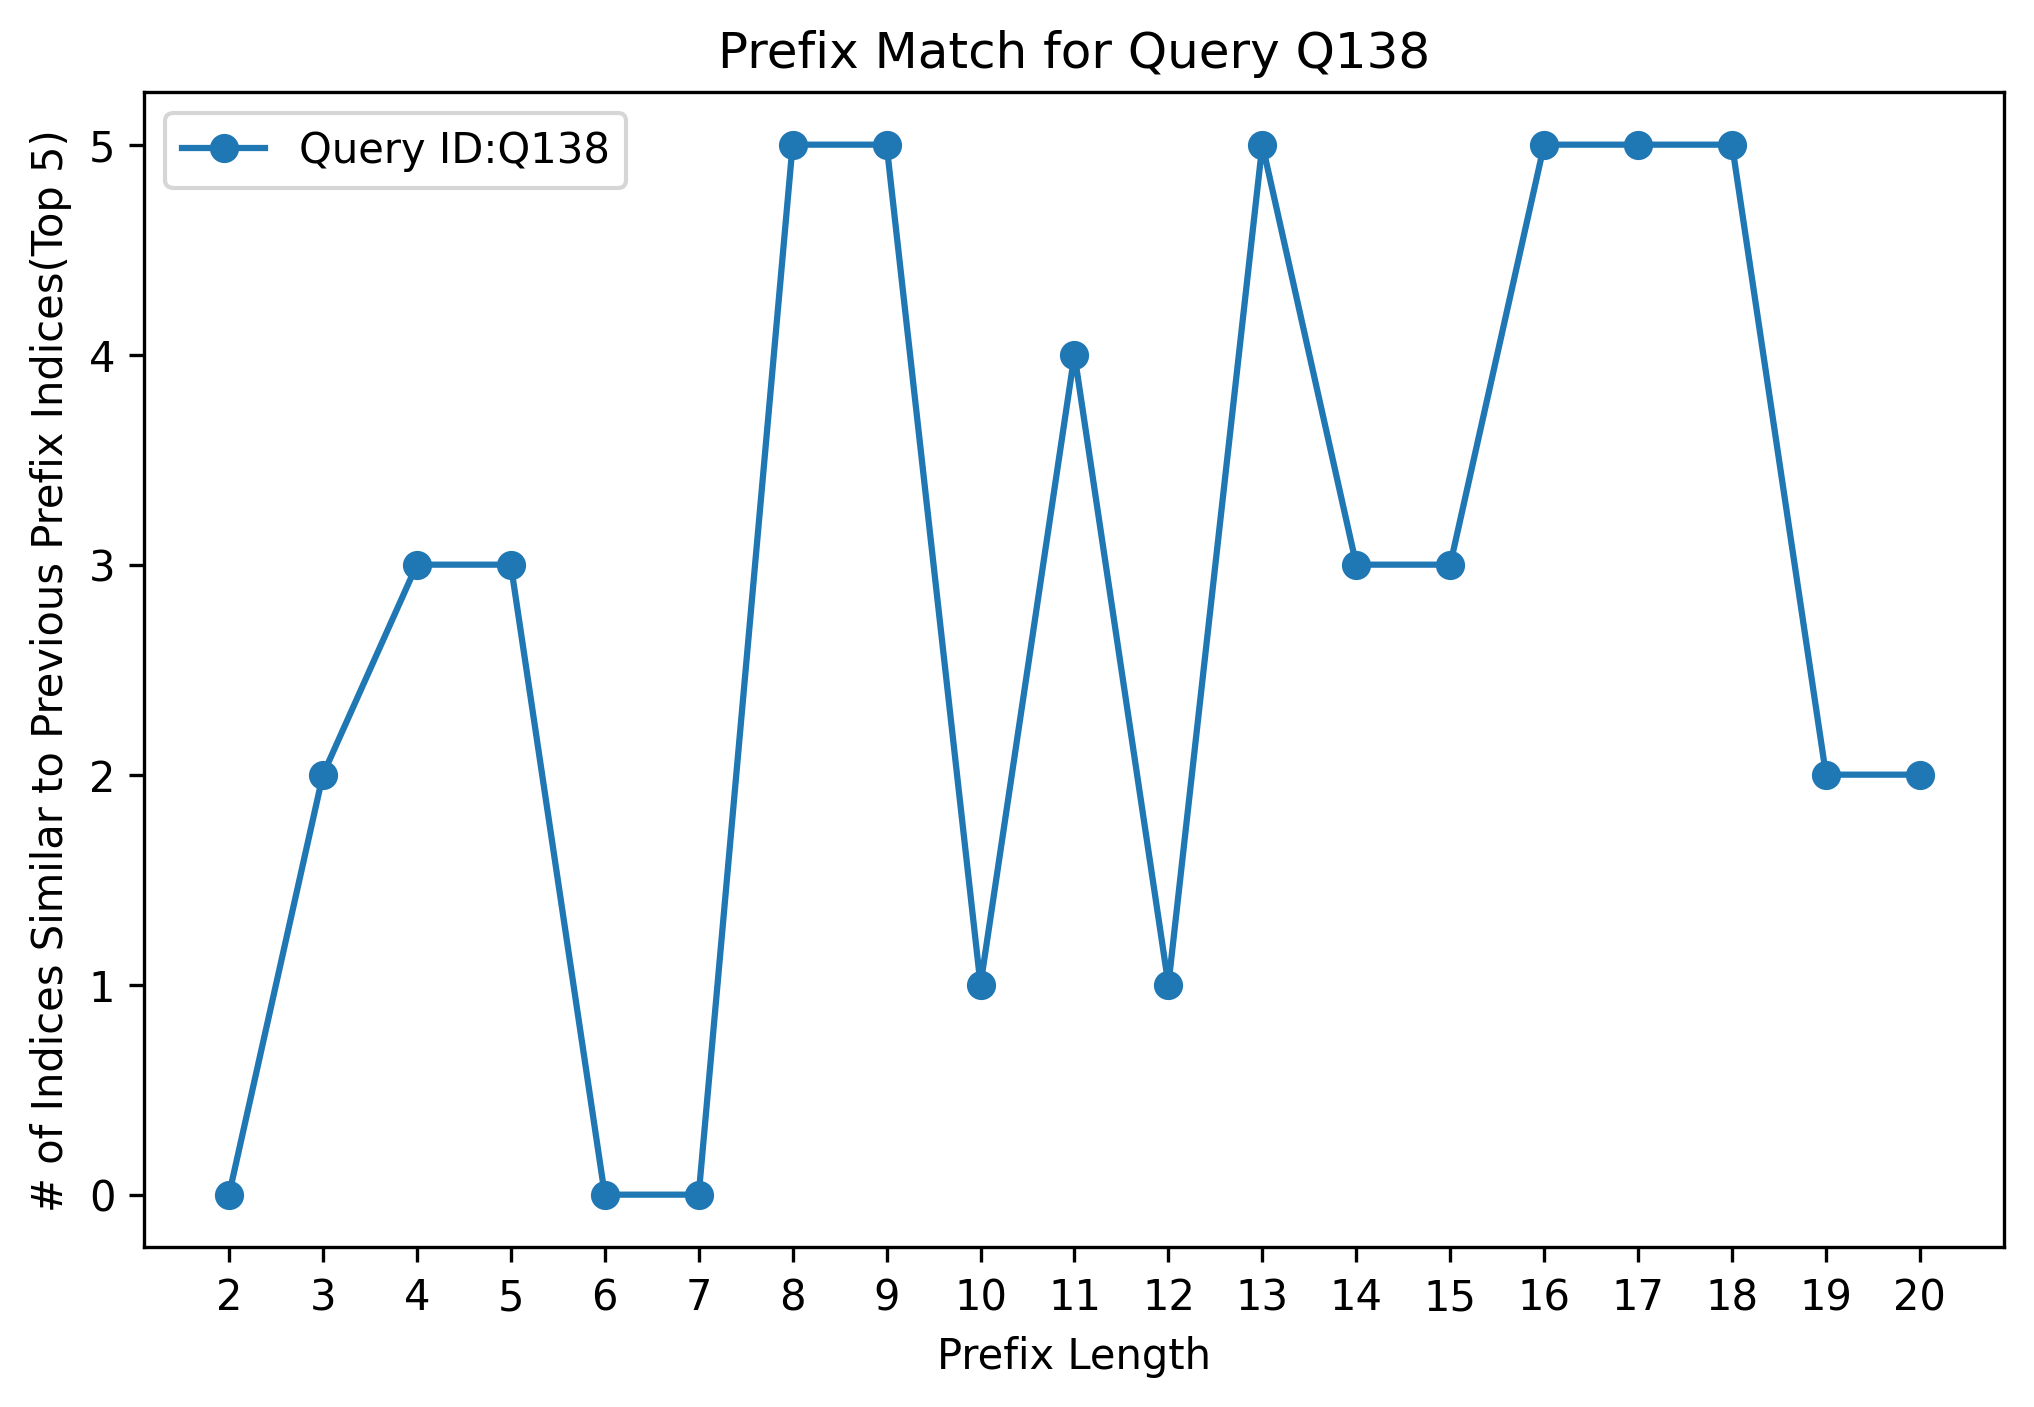 Prefix Match for Query Q138
Query ID:Q138
# of Indices Similar to Previous Prefix Indices(Top 5)
5
4
3
2
1
0
2 3 4 5 6 7 8 9 10 11 12 13 14 15 16 17 18 19 20
Prefix Length